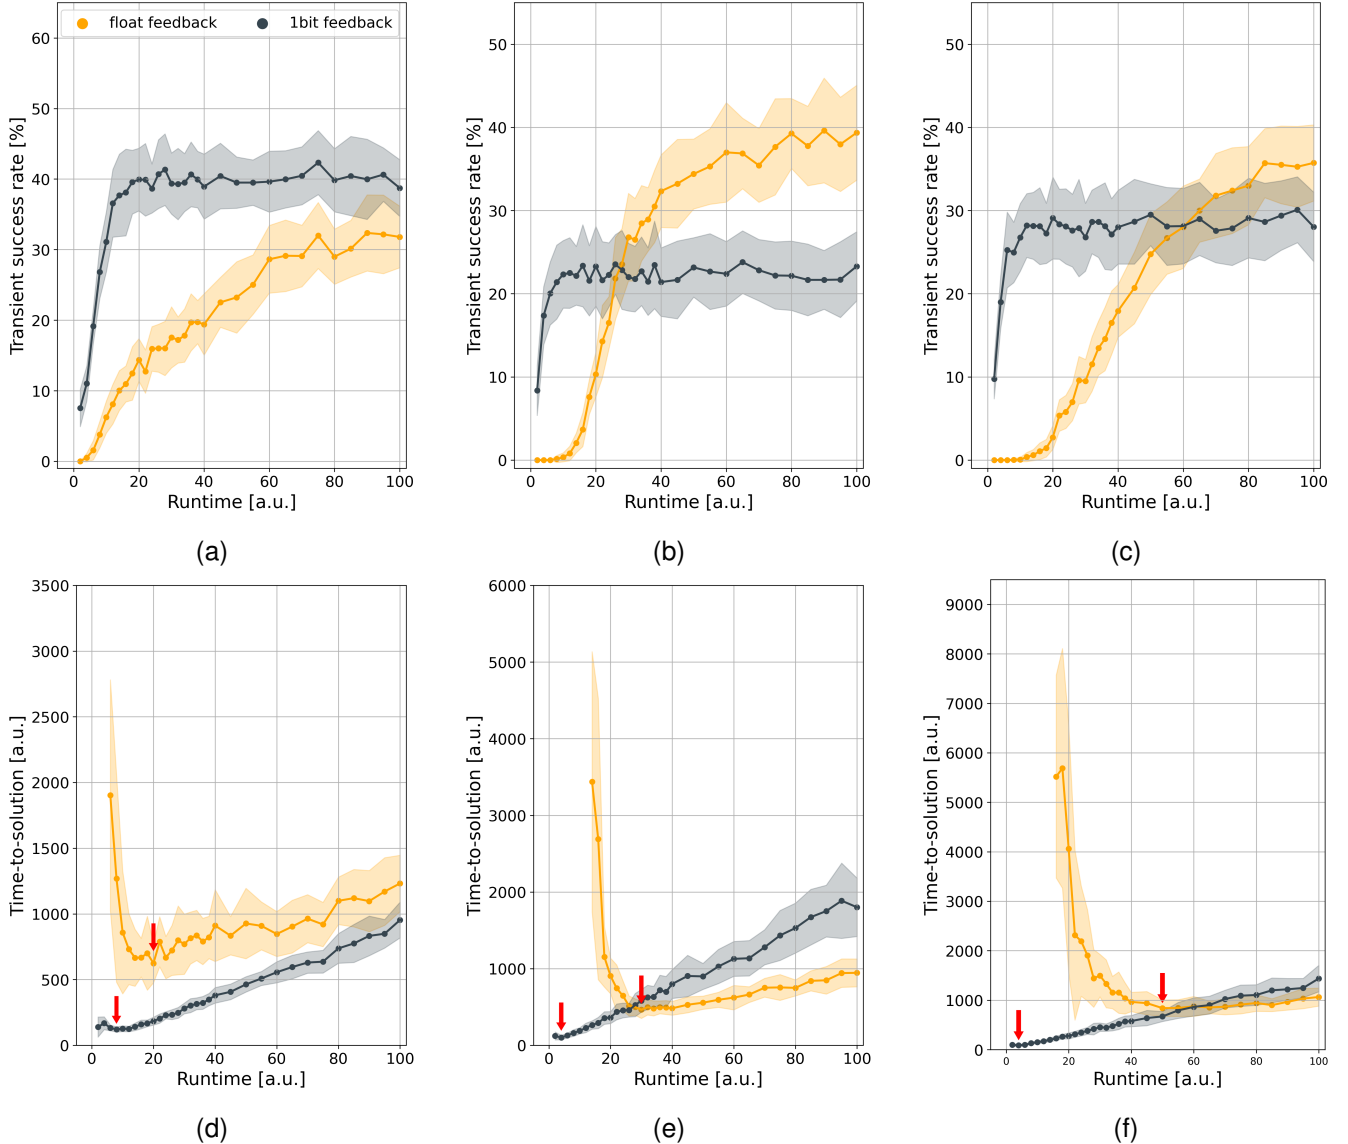 float feedback 1bit feedback
Transient success rate [%]
60
50
40
30
20
10
0
0 20 40 60 80 100
Runtime [a.u.]
(a)
Transient success rate [%]
50
40
30
20
10
0
0 20 40 60 80 100
Runtime [a.u.]
(b)
Transient success rate [%]
50
40
30
20
10
0
0 20 40 60 80 100
Runtime [a.u.]
(c)
Time-to-solution [a.u.]
3500
3000
2500
2000
1500
1000
500
0
0 20 40 60 80 100
Runtime [a.u.]
(d)
Time-to-solution [a.u.]
6000
5000
4000
3000
2000
1000
0
0 20 40 60 80 100
Runtime [a.u.]
(e)
Time-to-solution [a.u.]
9000
8000
7000
6000
5000
4000
3000
2000
1000
0
0 20 40 60 80 100
Runtime [a.u.]
(f)